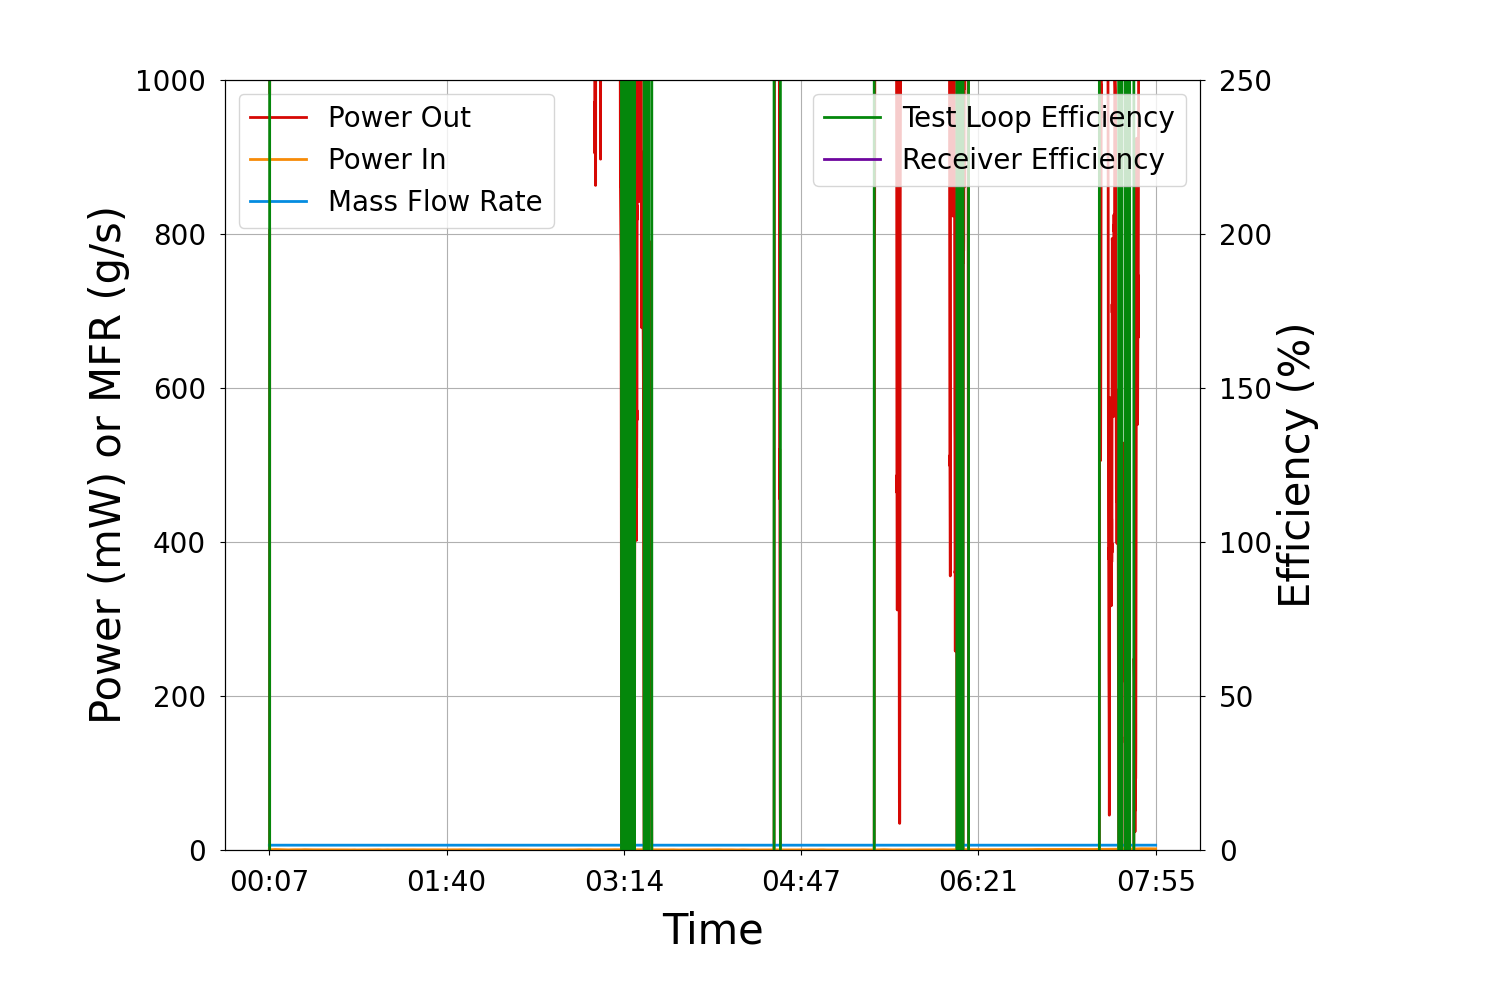 1000
800
600
400
200
0
Power (mW) or MFR (g/s)
Power Out
Power In
Mass Flow Rate
Test Loop Efficiency
Receiver Efficiency
250
200
150
100
50
0
Efficiency (%)
00:07 01:40 03:14 04:47 06:21 07:55
Time